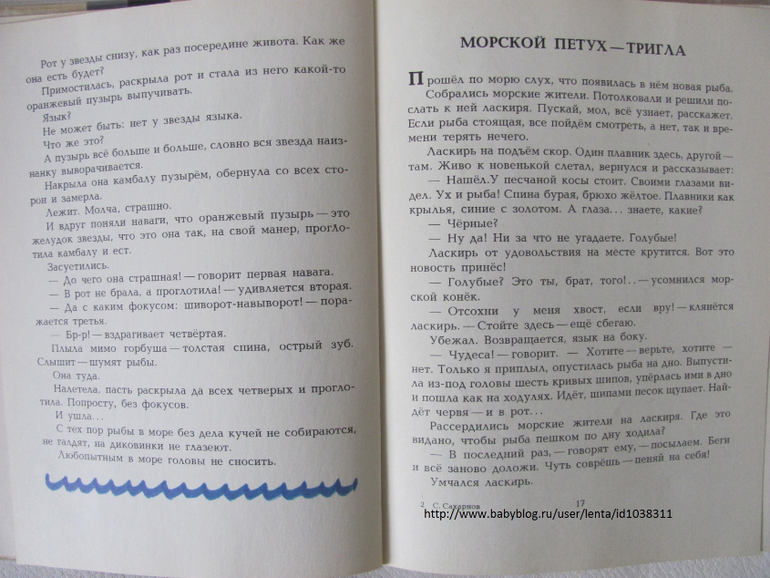 Рот у звезды снизу, как раз посередине живота. Как же
она есть будет?
Примостилась, раскрыла рот и стала из него какой-то
оранжевый пузырь выпучивать.
Язык?
Не может быть: нет у звезды языка.
Что же это?
А пузырь всё больше и больше, словно вся звезда наиз-
нанку выворачивается.
Накрыла она камбалу пузырём, обернула со всех сто-
рон и замерла.
Лежит. Молча, страшно.
И вдруг поняли наваги, что оранжевый пузырь — это
желудок звезды, что это она так, на свой манер, прогло-
тила камбалу и ест.
Засуетились.
— До чего она страшная! — говорит первая навага.
— В рот не брала, а проглотила! — удивляется вторая.
— Да с каким фокусом: шиворот-навыворот! — пора-
жается третья.
— Бр-р! — вздрагивает четвёртая.
Плыла мимо горбуша — толстая спина, острый зуб.
Слышит — шумят рыбы.
Она туда.
Налетела, пасть раскрыла да всех четверых и прогло-
тила. Попросту, без фокусов.
И ушла...
С тех пор рыбы в море без дела кучей не собираются,
не галдят, на диковинки не глазеют.
Любопытным в море головы не сносить.
МОРСКОЙ ПЕТУХ — ТРИГЛА
Прошёл по морю слух, что появилась в нём новая рыба.
Собрались морские жители. Потолковали и решили по-
слать к ней ласкиря. Пускай, мол, всё узнает, расскажет.
Если рыба стоящая, все пойдём смотреть, а нет, так и вре-
мени терять нечего.
Ласкирь на подъём скор. Один плавник здесь, другой —
там. Живо к новенькой слетал, вернулся и рассказывает:
— Нашёл. У песчаной косы стоит. Своими глазами ви-
дел. Ух и рыба! Спина бурая, брюхо жёлтое. Плавники как
крылья, синие с золотом. А глаза... знаете, какие?
— Чёрные?
— Ну да! Ни за что не угадаете. Голубые!
Ласкирь от удовольствия на месте крутится. Вот это
новость принёс!
— Голубые? Это ты, брат, того!.. — усомнился мор-
ской конёк.
— Отсохни у меня хвост, если вру! — клянётся
ласкирь. — Стойте здесь — ещё сбегаю.
Убежал. Возвращается, язык на боку.
— Чудеса! — говорит. — Хотите — верьте, хотите —
нет. Только я приплыл, опустилась рыба на дно. Выпусти-
ла из-под головы шесть кривых шипов, упёрлась ими в дно
и пошла как на ходулях. Идёт, шипами песок щупает. Най-
дёт червя — и в рот...
Рассердились морские жители на ласкиря. Где это
видано, чтобы рыба пешком по дну ходила?
— В последний раз, — говорят ему, — посылаем. Беги
и всё заново доложи. Чуть соврёшь — пеняй на себя!
Умчался ласкирь.
2 С. Сахарнов
17
http://www.babyblog.ru/user/lenta/id1038311